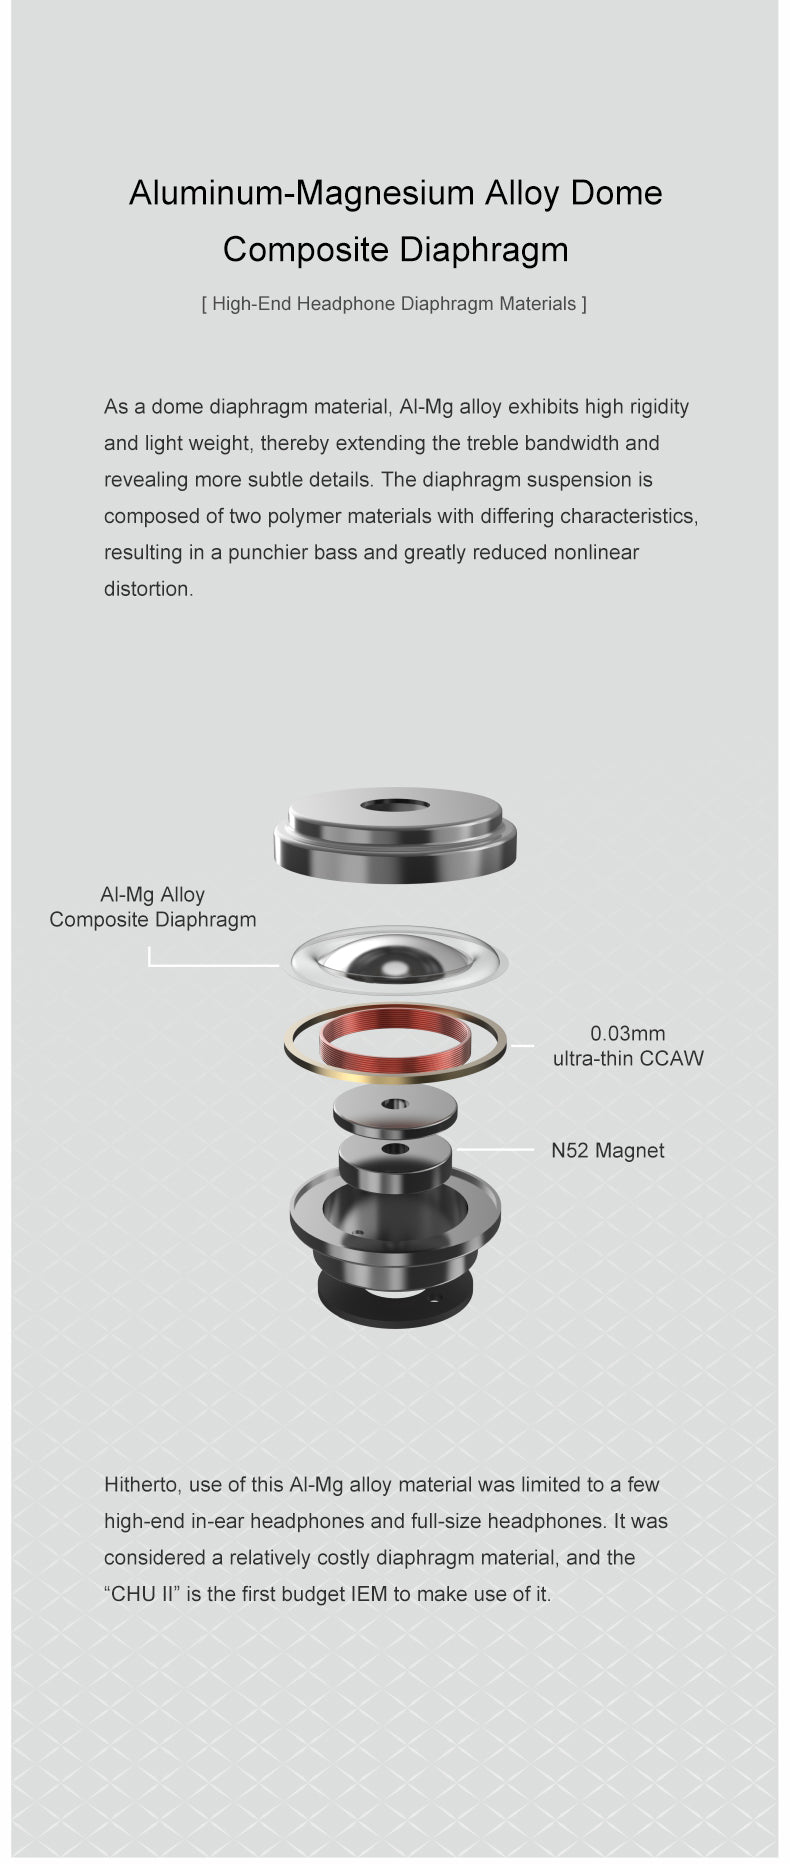 Aluminum-Magnesium Alloy Dome
Composite Diaphragm
[ High-End Headphone Diaphragm Materials ]
As a dome diaphragm material, Al-Mg alloy exhibits high rigidity
and light weight, thereby extending the treble bandwidth and
revealing more subtle details. The diaphragm suspension is
composed of two polymer materials with differing characteristics,
resulting in a punchier bass and greatly reduced nonlinear
distortion.
Al-Mg Alloy
Composite Diaphragm
0.03mm
ultra-thin CCAW
N52 Magnet
Hitherto, use of this Al-Mg alloy material was limited to a few
high-end in-ear headphones and full-size headphones. It was
considered a relatively costly diaphragm material, and the
“CHU II” is the first budget IEM to make use of it.